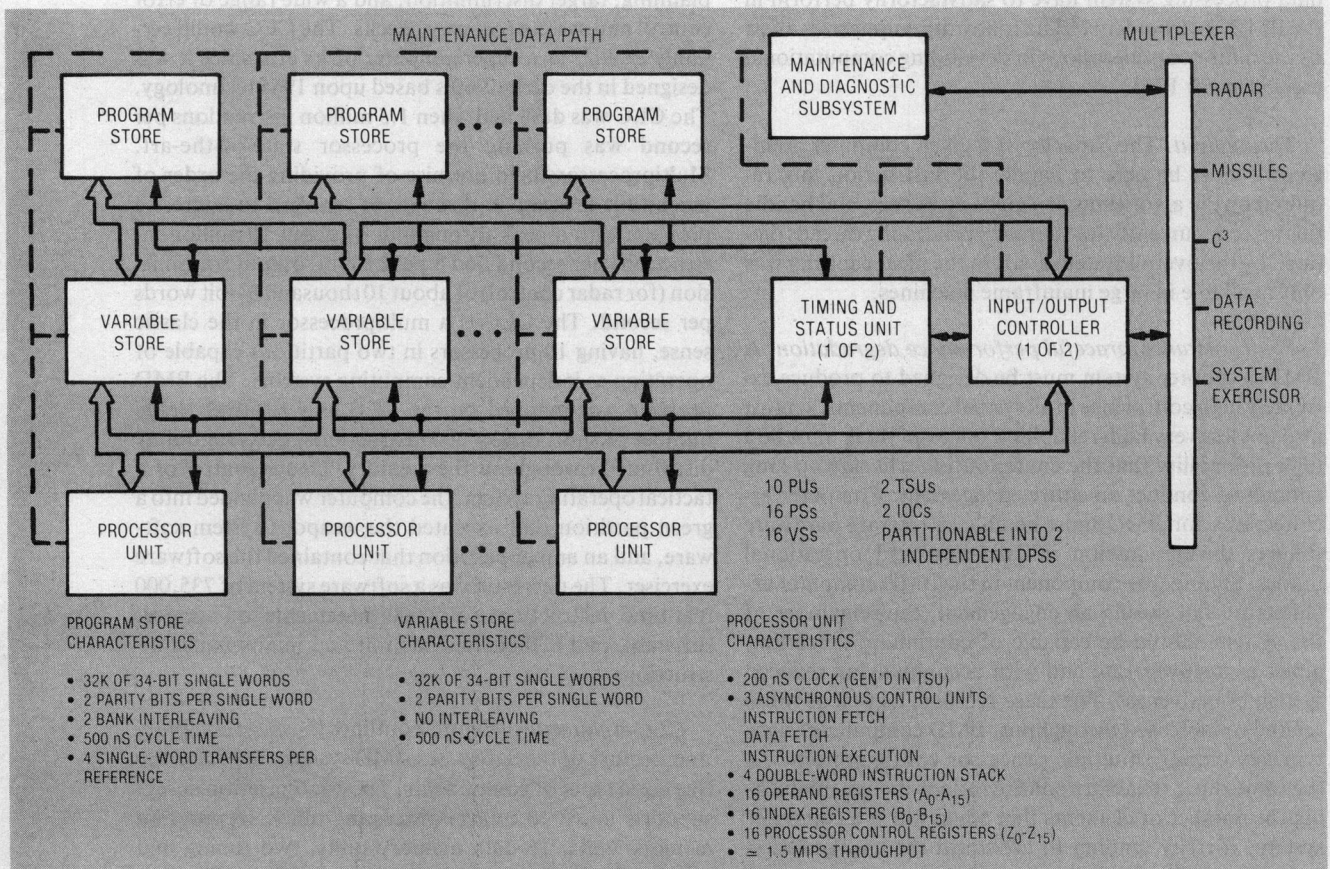 MAINTENANCE DATA PATH
MULTIPLEXER
PROGRAM
STORE
PROGRAM
STORE
•••
PROGRAM
STORE
MAINTENANCE
AND DIAGNOSTIC
SUBSYSTEM
RADAR
MISSILES
C³
DATA
RECORDING
SYSTEM
EXERCISOR
VARIABLE
STORE
VARIABLE
STORE
•••
VARIABLE
STORE
TIMING AND
STATUS UNIT
(1 OF 2)
INPUT/OUTPUT
CONTROLLER
(1 OF 2)
PROCESSOR
UNIT
PROCESSOR
UNIT
•••
PROCESSOR
UNIT
10 PUs 2 TSUs
16 PSs 2 IOCs
16 VSs PARTITIONABLE INTO 2
INDEPENDENT DPSs
PROGRAM STORE
CHARACTERISTICS
• 32K OF 34-BIT SINGLE WORDS
• 2 PARITY BITS PER SINGLE WORD
• 2 BANK INTERLEAVING
• 500 nS CYCLE TIME
• 4 SINGLE- WORD TRANSFERS PER
REFERENCE
VARIABLE STORE
CHARACTERISTICS
• 32K OF 34-BIT SINGLE WORDS
• 2 PARITY BITS PER SINGLE WORD
• NO INTERLEAVING
• 500 nS CYCLE TIME
PROCESSOR UNIT
CHARACTERISTICS
• 200 nS CLOCK (GEN'D IN TSU)
• 3 ASYNCHRONOUS CONTROL UNITS
INSTRUCTION FETCH
DATA FETCH
INSTRUCTION EXECUTION
• 4 DOUBLE-WORD INSTRUCTION STACK
• 16 OPERAND REGISTERS (A₀-A₁₅)
• 16 INDEX REGISTERS (B₀-B₁₅)
• 16 PROCESSOR CONTROL REGISTERS (Z₀-Z₁₅)
• ≃ 1.5 MIPS THROUGHPUT